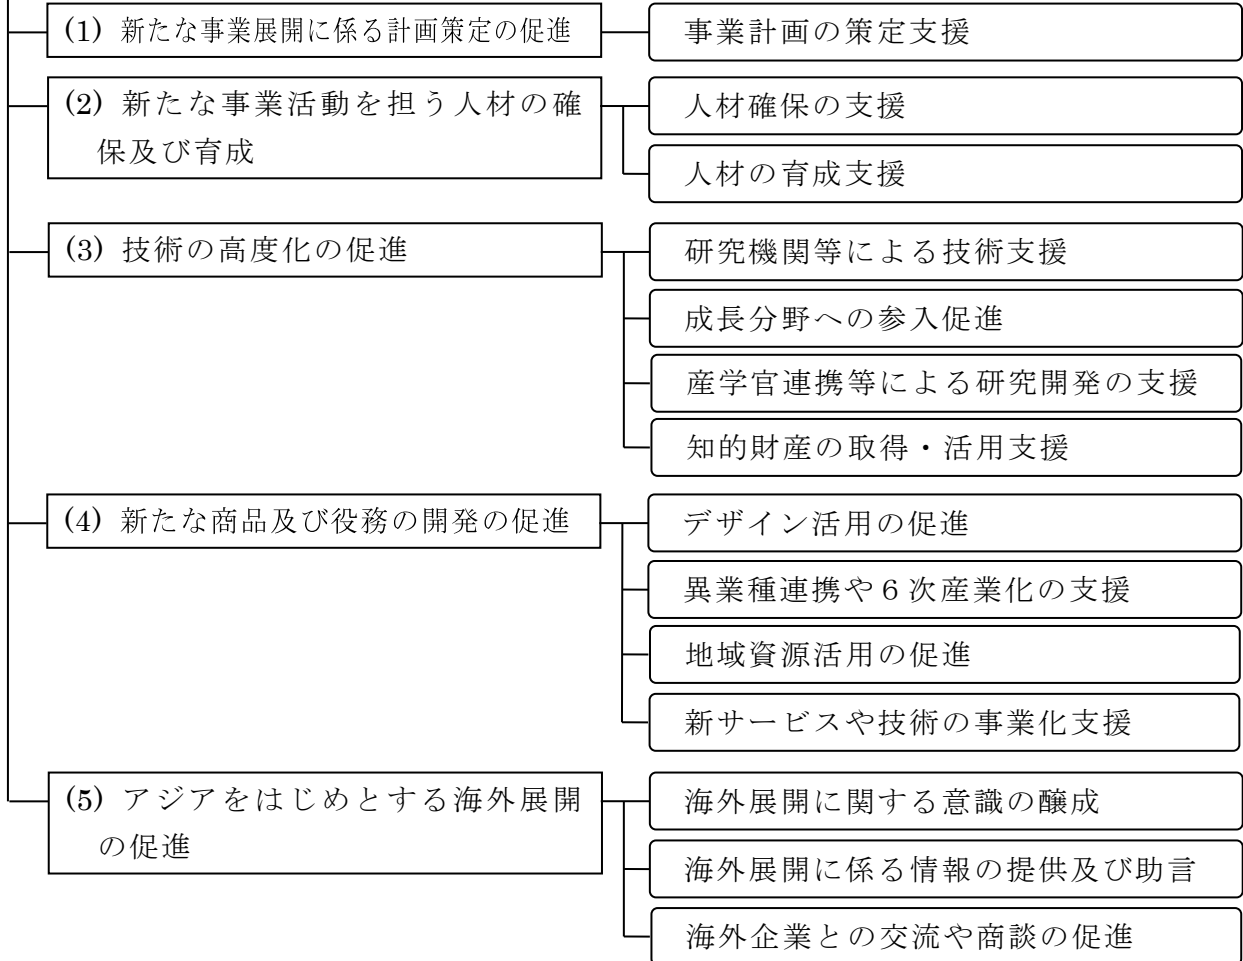 (1) 新たな事業展開に係る計画策定の促進
事業計画の策定支援
(2) 新たな事業活動を担う人材の確
保及び育成
人材確保の支援
人材の育成支援
(3) 技術の高度化の促進
研究機関等による技術支援
成長分野への参入促進
産学官連携等による研究開発の支援
知的財産の取得・活用支援
(4) 新たな商品及び役務の開発の促進
デザイン活用の促進
異業種連携や6次産業化の支援
地域資源活用の促進
新サービスや技術の事業化支援
(5) アジアをはじめとする海外展開
の促進
海外展開に関する意識の醸成
海外展開に係る情報の提供及び助言
海外企業との交流や商談の促進